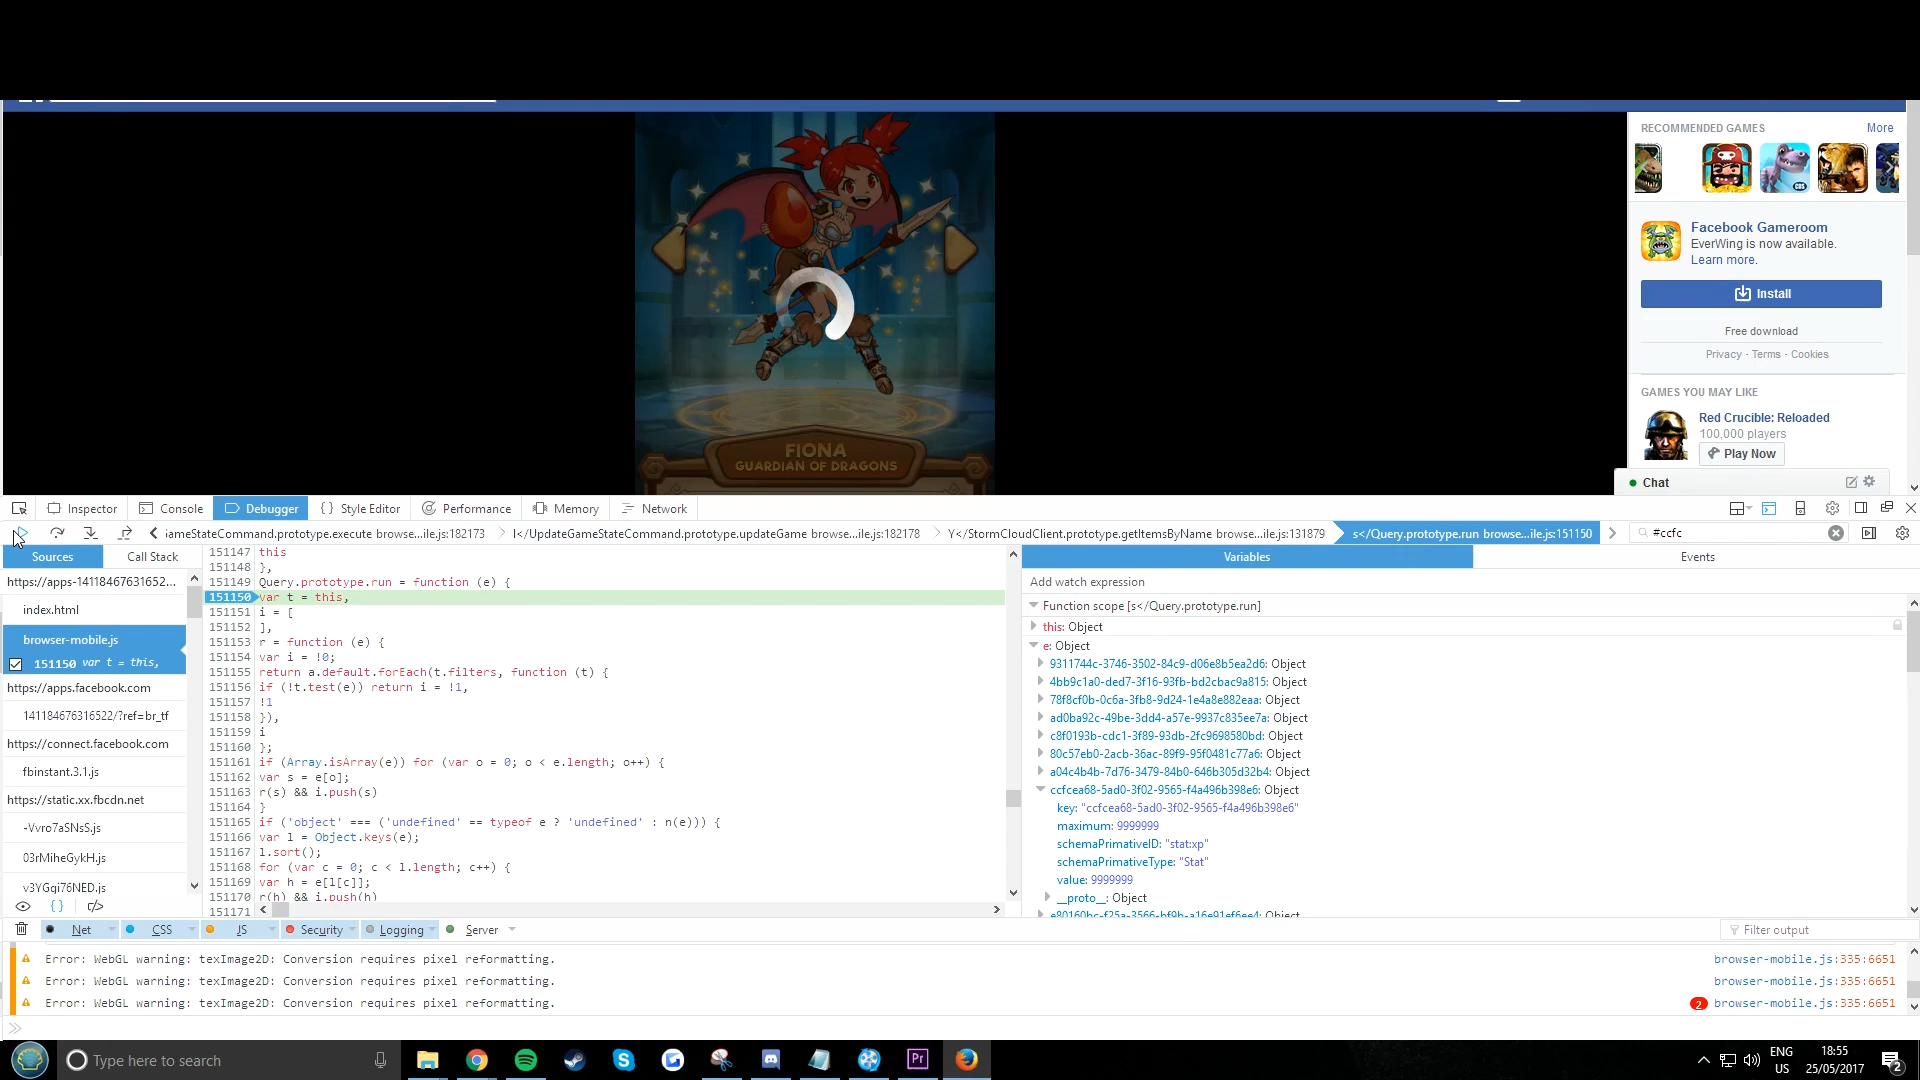 RECOMMENDED GAMES
More
Facebook Gameroom
EverWing is now available.
Learn more.
Install
Free download
Privacy - Terms - Cookies
GAMES YOU MAY LIKE
Red Crucible: Reloaded
100,000 players
Play Now
Chat
FIONA
GUARDIAN OF DRAGONS
Inspector
Console
Debugger
Style Editor
Performance
Memory
Network
iameStateCommand.prototype.execute browse...ile.js:182173
l</UpdateGameStateCommand.prototype.updateGame browse...ile.js:182178
Y</StormCloudClient.prototype.getItemsByName browse...ile.js:131879
s</Query.prototype.run browse...ile.js:151150
#ccfc
Sources
Call Stack
https://apps-14118467631652...
index.html
browser-mobile.js
151150 var t = this,
https://apps.facebook.com
141184676316522/?ref=br_tf
https://connect.facebook.com
fbinstant.3.1.js
https://static.xx.fbcdn.net
-Vvro7aSNsS.js
03rMiheGykH.js
v3YGqi76NED.js
151147 this
151148 },
151149 Query.prototype.run = function (e) {
151150 var t = this,
151151 i = [
151152 ],
151153 r = function (e) {
151154 var i = !0;
151155 return a.default.forEach(t.filters, function (t) {
151156 if (!t.test(e)) return i = !1,
151157 !1
151158 }),
151159 i
151160 };
151161 if (Array.isArray(e)) for (var o = 0; o < e.length; o++) {
151162 var s = e[o];
151163 r(s) && i.push(s)
151164 }
151165 if ('object' === ('undefined' == typeof e ? 'undefined' : n(e))) {
151166 var l = Object.keys(e);
151167 l.sort();
151168 for (var c = 0; c < l.length; c++) {
151169 var h = e[l[c]];
151170 r(h) && i.push(h)
151171
Variables
Events
Add watch expression
Function scope [s</Query.prototype.run]
this: Object
e: Object
9311744c-3746-3502-84c9-d06e8b5ea2d6: Object
4bb9c1a0-ded7-3f16-93fb-bd2cbac9a815: Object
78f8cf0b-0c6a-3fb8-9d24-1e4a8e882eaa: Object
ad0ba92c-49be-3dd4-a57e-9937c835ee7a: Object
c8f0193b-cdc1-3f89-93db-2fc9698580bd: Object
80c57eb0-2acb-36ac-89f9-95f0481c77a6: Object
a04c4b4b-7d76-3479-84b0-646b305d32b4: Object
ccfcea68-5ad0-3f02-9565-f4a496b398e6: Object
key: "ccfcea68-5ad0-3f02-9565-f4a496b398e6"
maximum: 9999999
schemaPrimativeID: "stat:xp"
schemaPrimativeType: "Stat"
value: 9999999
__proto__: Object
e80160bc-f25a-3566-bf9b-a16e91ef6ee4: Object
Net
CSS
JS
Security
Logging
Server
Filter output
Error: WebGL warning: texImage2D: Conversion requires pixel reformatting.
browser-mobile.js:335:6651
Error: WebGL warning: texImage2D: Conversion requires pixel reformatting.
browser-mobile.js:335:6651
Error: WebGL warning: texImage2D: Conversion requires pixel reformatting.
2 browser-mobile.js:335:6651
Type here to search
Pr
ENG
US
18:55
25/05/2017
2